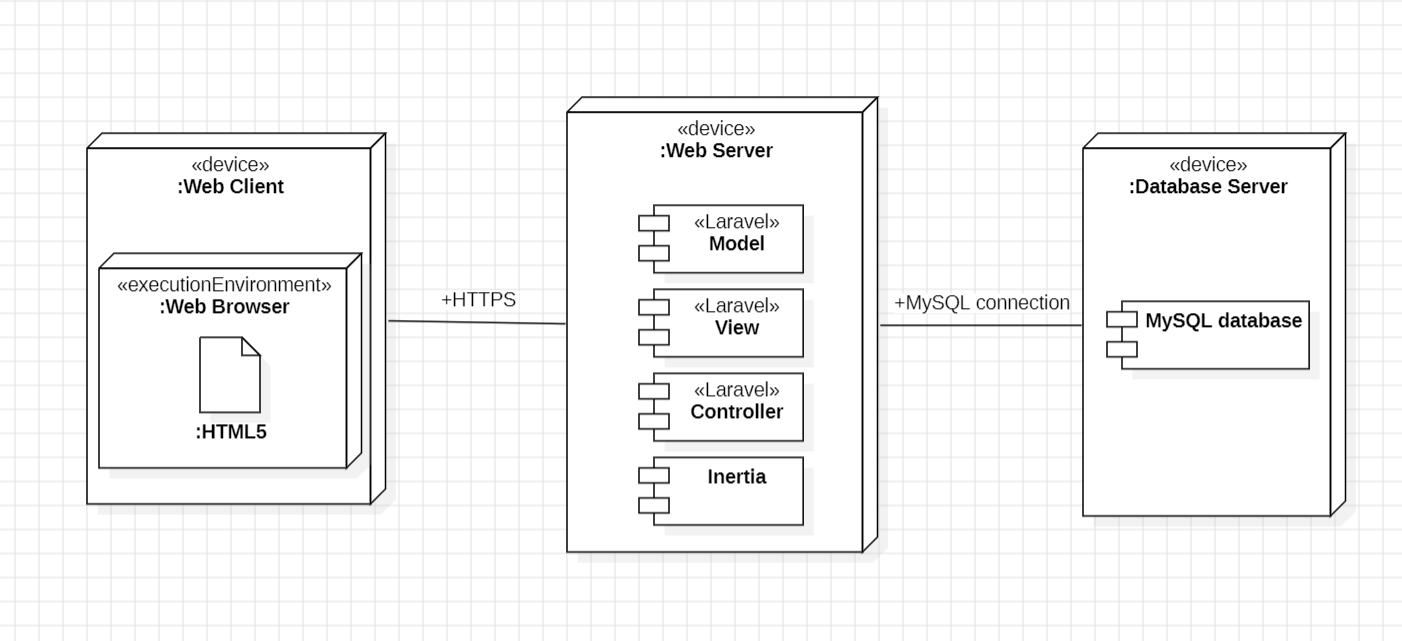 «device»
:Web Client
«executionEnvironment»
:Web Browser
:HTML5
+HTTPS
«device»
:Web Server
«Laravel»
Model
«Laravel»
View
«Laravel»
Controller
Inertia
+MySQL connection
«device»
:Database Server
MySQL database